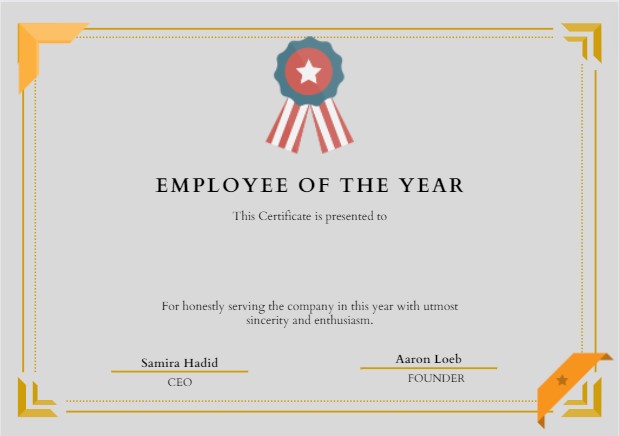 EMPLOYEE OF THE YEAR
This Certificate is presented to
For honestly serving the company in this year with utmost
sincerity and enthusiasm.
Samira Hadid
CEO
Aaron Loeb
FOUNDER